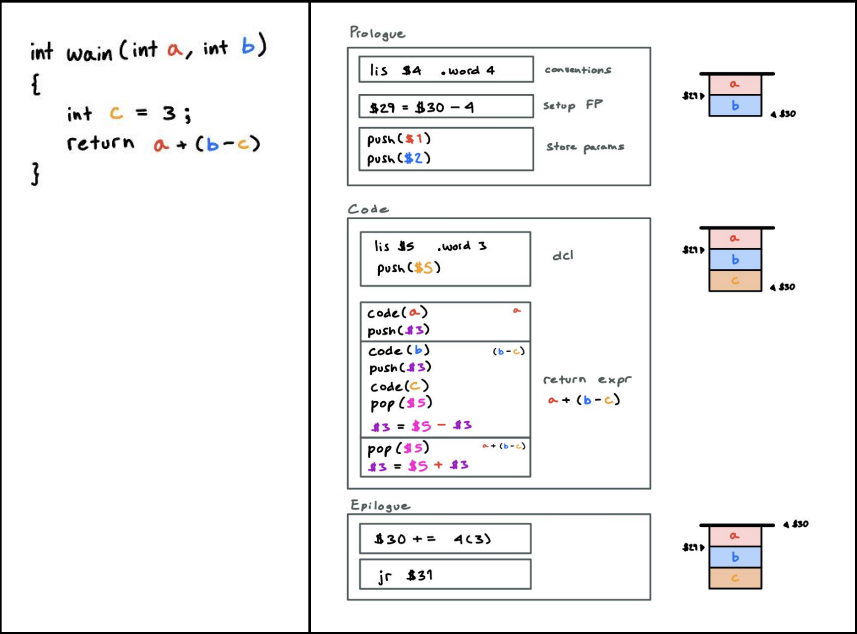 int wain(int a, int b)
{
int c = 3;
return a + (b-c)
}
Prologue
lis $4 .word 4
conventions
$29 = $30 - 4
setup FP
push($1)
push($2)
store params
a
$29
b
$30
Code
lis $5 .word 3
push($5)
dcl
a
$29
b
c
$30
code(a) a
push($3)
code(b) (b-c)
push($3)
code(c)
pop($5)
$3 = $5 - $3
return expr
a + (b-c)
pop($5) a+(b-c)
$3 = $5 + $3
Epilogue
$30 += 4(3)
jr $31
$30
a
$29
b
c